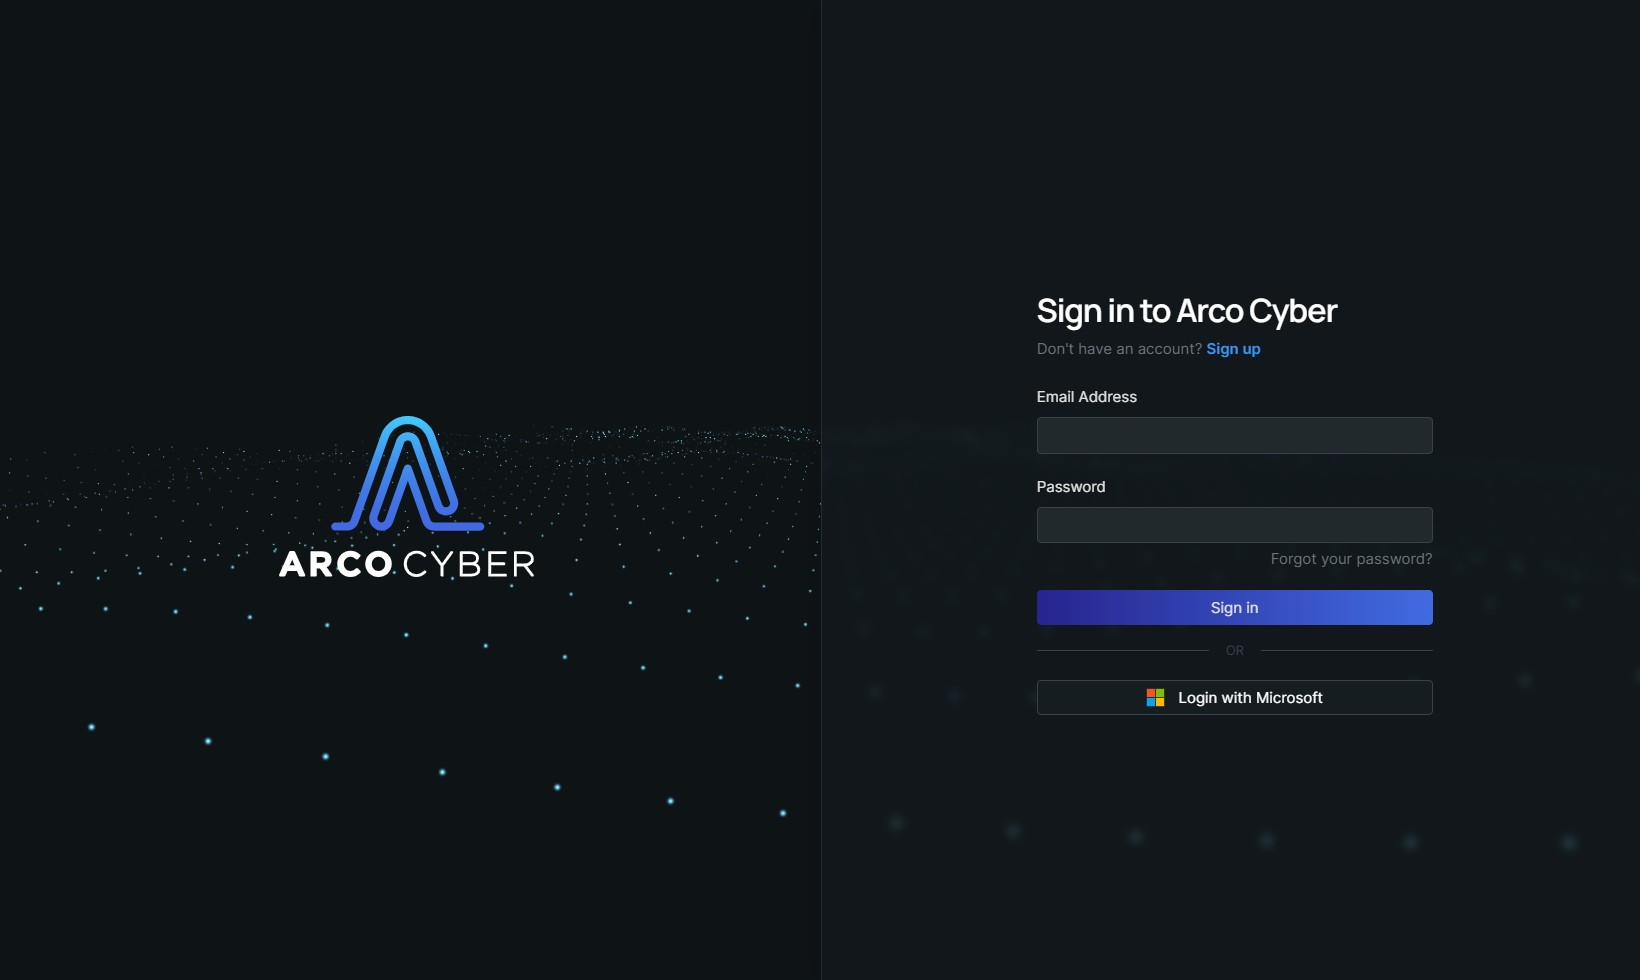 ARCO CYBER
Sign in to Arco Cyber
Don't have an account? Sign up
Email Address
Password
Forgot your password?
Sign in
OR
Login with Microsoft